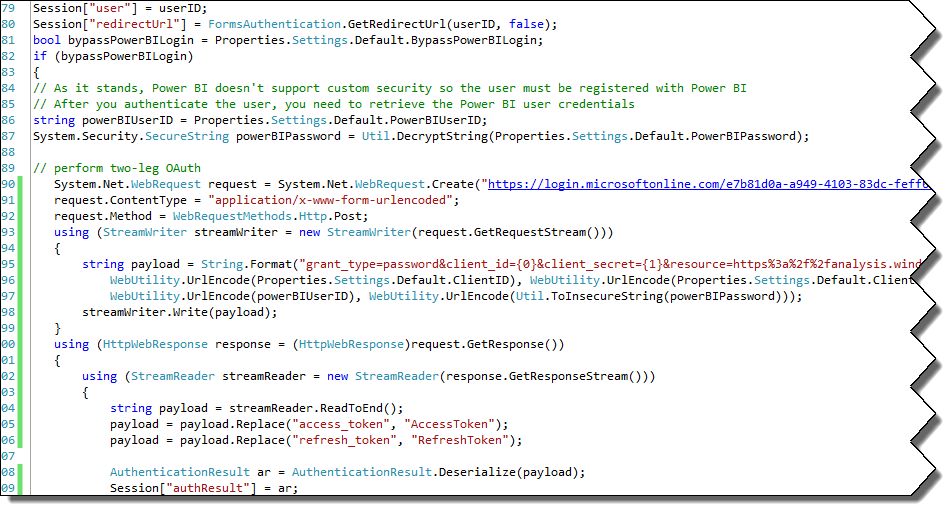 79 Session["user"] = userID;
80 Session["redirectUrl"] = FormsAuthentication.GetRedirectUrl(userID, false);
81 bool bypassPowerBILogin = Properties.Settings.Default.BypassPowerBILogin;
82 if (bypassPowerBILogin)
83 {
84 // As it stands, Power BI doesn't support custom security so the user must be registered with Power BI
85 // After you authenticate the user, you need to retrieve the Power BI user credentials
86 string powerBIUserID = Properties.Settings.Default.PowerBIUserID;
87 System.Security.SecureString powerBIPassword = Util.DecryptString(Properties.Settings.Default.PowerBIPassword);
88
89 // perform two-leg OAuth
90 System.Net.WebRequest request = System.Net.WebRequest.Create("https://login.microsoftonline.com/e7b81d0a-a949-4103-83dc-feff
91 request.ContentType = "application/x-www-form-urlencoded";
92 request.Method = WebRequestMethods.Http.Post;
93 using (StreamWriter streamWriter = new StreamWriter(request.GetRequestStream()))
94 {
95 string payload = String.Format("grant_type=password&client_id={0}&client_secret={1}&resource=https%3a%2f%2fanalysis.wind
96 WebUtility.UrlEncode(Properties.Settings.Default.ClientID), WebUtility.UrlEncode(Properties.Settings.Default.Client
97 WebUtility.UrlEncode(powerBIUserID), WebUtility.UrlEncode(Util.ToInsecureString(powerBIPassword)));
98 streamWriter.Write(payload);
99 }
00 using (HttpWebResponse response = (HttpWebResponse)request.GetResponse())
01 {
02 using (StreamReader streamReader = new StreamReader(response.GetResponseStream()))
03 {
04 string payload = streamReader.ReadToEnd();
05 payload = payload.Replace("access_token", "AccessToken");
06 payload = payload.Replace("refresh_token", "RefreshToken");
07
08 AuthenticationResult ar = AuthenticationResult.Deserialize(payload);
09 Session["authResult"] = ar;